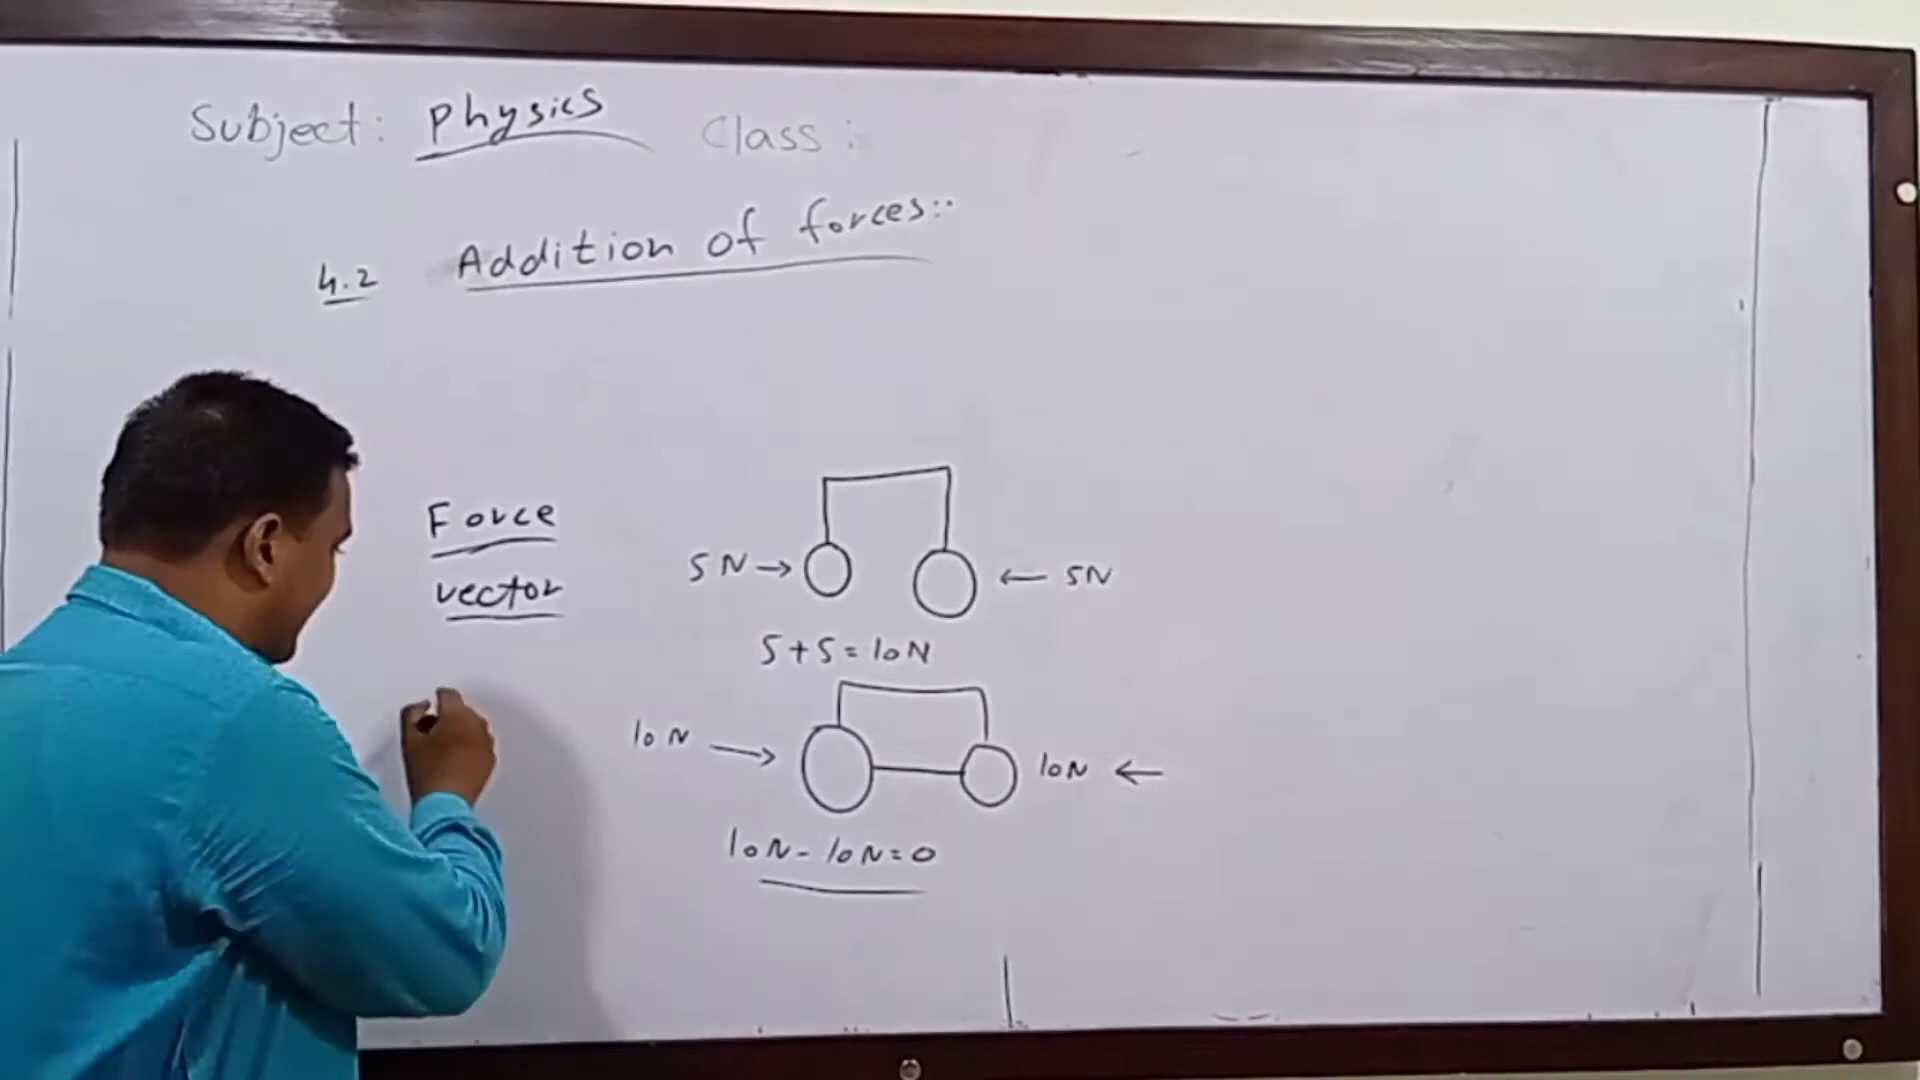 Subject: Physics Class:
4.2 Addition of forces:.
Force
vector
5N→ ← 5N
5+5=10N
10N → 10N ←
10N-10N=0